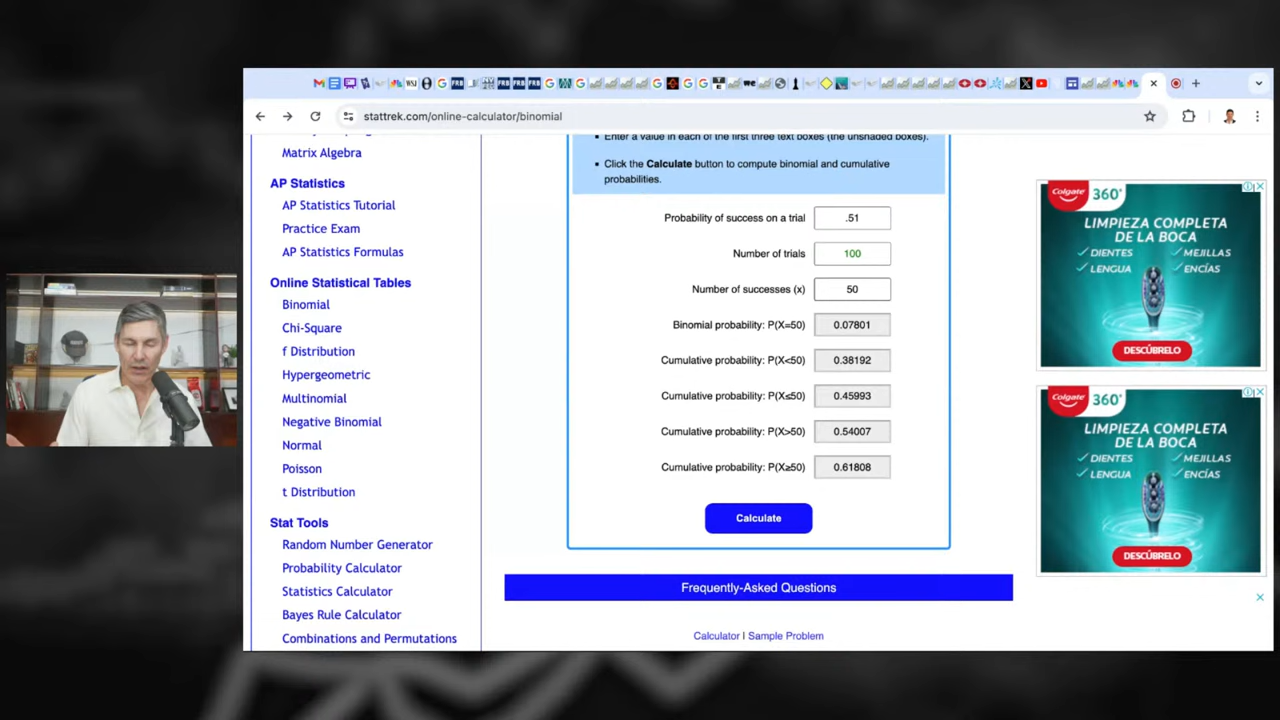 WSJ
FRB
FRB FRB FRB
we
X
stattrek.com/online-calculator/binomial
Matrix Algebra
AP Statistics
AP Statistics Tutorial
Practice Exam
AP Statistics Formulas
Online Statistical Tables
Binomial
Chi-Square
f Distribution
Hypergeometric
Multinomial
Negative Binomial
Normal
Poisson
t Distribution
Stat Tools
Random Number Generator
Probability Calculator
Statistics Calculator
Bayes Rule Calculator
Combinations and Permutations
Enter a value in each of the first three text boxes (the unshaded boxes).
Click the Calculate button to compute binomial and cumulative
probabilities.
Probability of success on a trial .51
Number of trials 100
Number of successes (x) 50
Binomial probability: P(X=50) 0.07801
Cumulative probability: P(X<50) 0.38192
Cumulative probability: P(X≤50) 0.45993
Cumulative probability: P(X>50) 0.54007
Cumulative probability: P(X≥50) 0.61808
Calculate
Frequently-Asked Questions
Calculator | Sample Problem
Colgate 360°
LIMPIEZA COMPLETA
DE LA BOCA
✓ DIENTES ✓ MEJILLAS
✓ LENGUA ✓ ENCÍAS
DESCÚBRELO
Colgate 360°
LIMPIEZA COMPLETA
DE LA BOCA
✓ DIENTES ✓ MEJILLAS
✓ LENGUA ✓ ENCÍAS
DESCÚBRELO